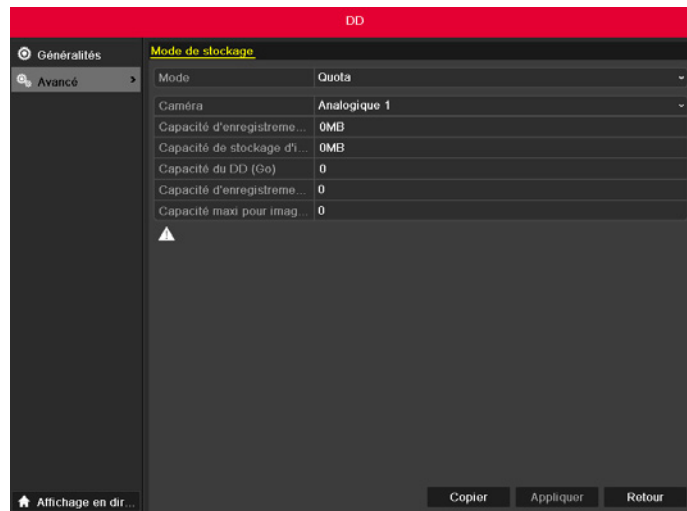 DD
Généralités
Avancé
Mode de stockage
Mode Quota
Caméra Analogique 1
Capacité d'enregistreme... 0MB
Capacité de stockage d'i... 0MB
Capacité du DD (Go) 0
Capacité d'enregistreme... 0
Capacité maxi pour imag... 0
Affichage en dir...
Copier Appliquer Retour